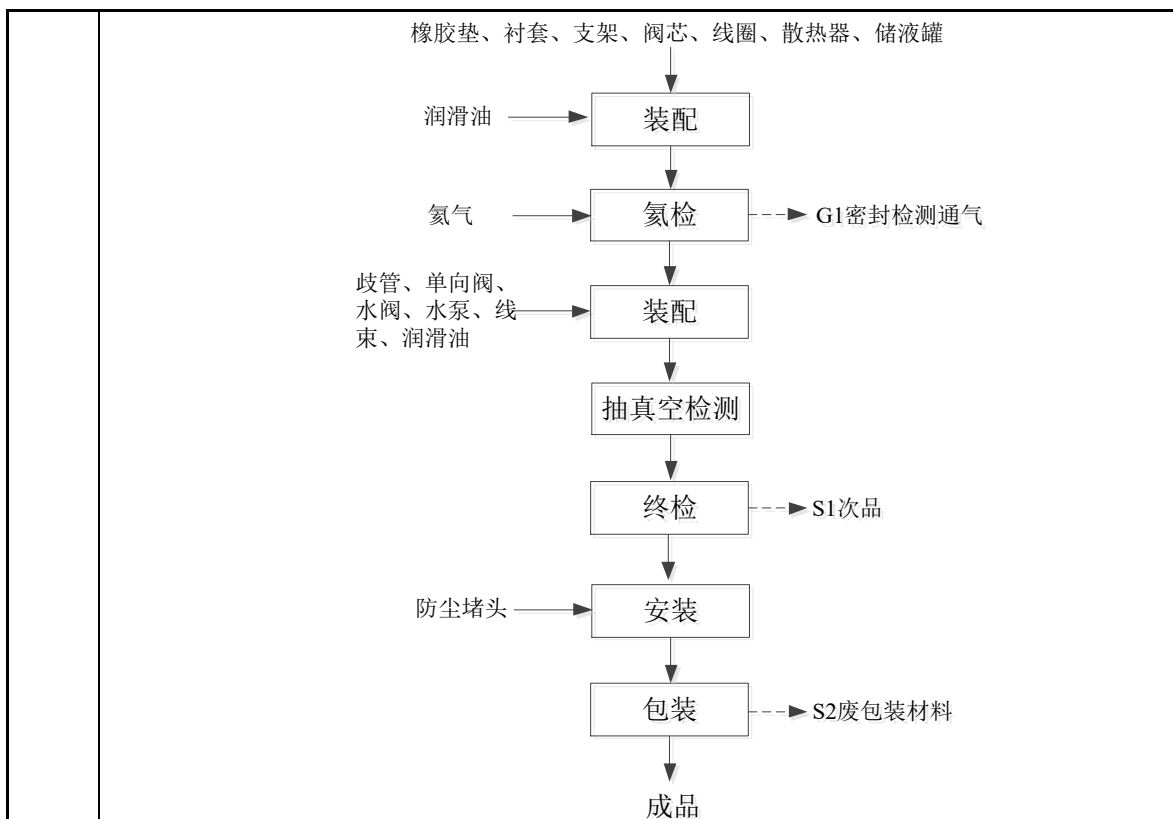 橡胶垫、衬套、支架、阀芯、线圈、散热器、储液罐
润滑油
装配
氦气
氦检
G1密封检测通气
歧管、单向阀、
水阀、水泵、线
束、润滑油
装配
抽真空检测
终检
S1次品
防尘堵头
安装
包装
S2废包装材料
成品